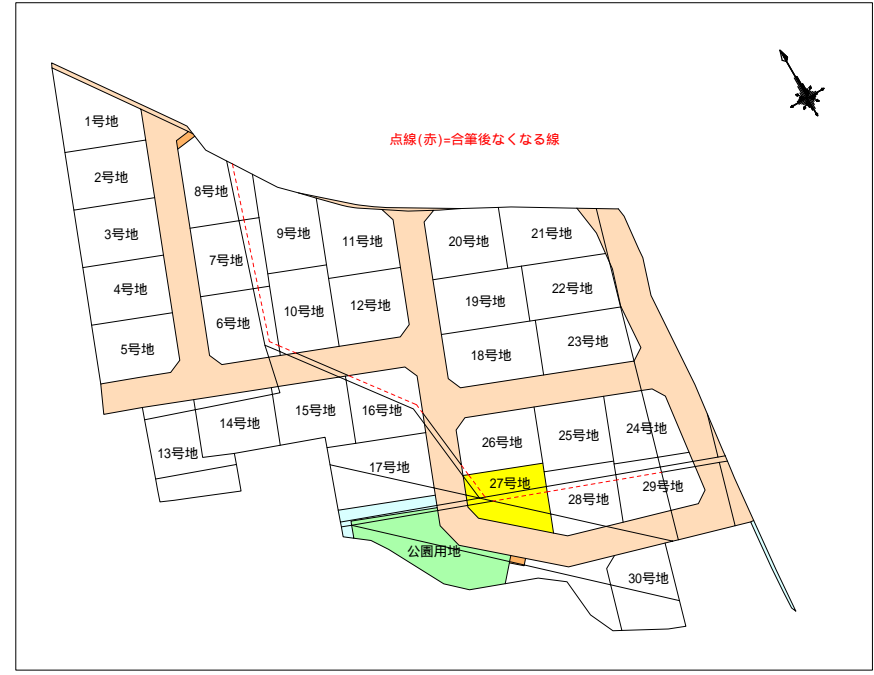 点線(赤)=合筆後なくなる線
1号地
2号地
3号地
4号地
5号地
8号地
7号地
6号地
9号地
10号地
11号地
12号地
20号地
21号地
19号地
22号地
18号地
23号地
13号地
14号地
15号地
16号地
17号地
26号地
25号地
24号地
27号地
28号地
29号地
公園用地
30号地